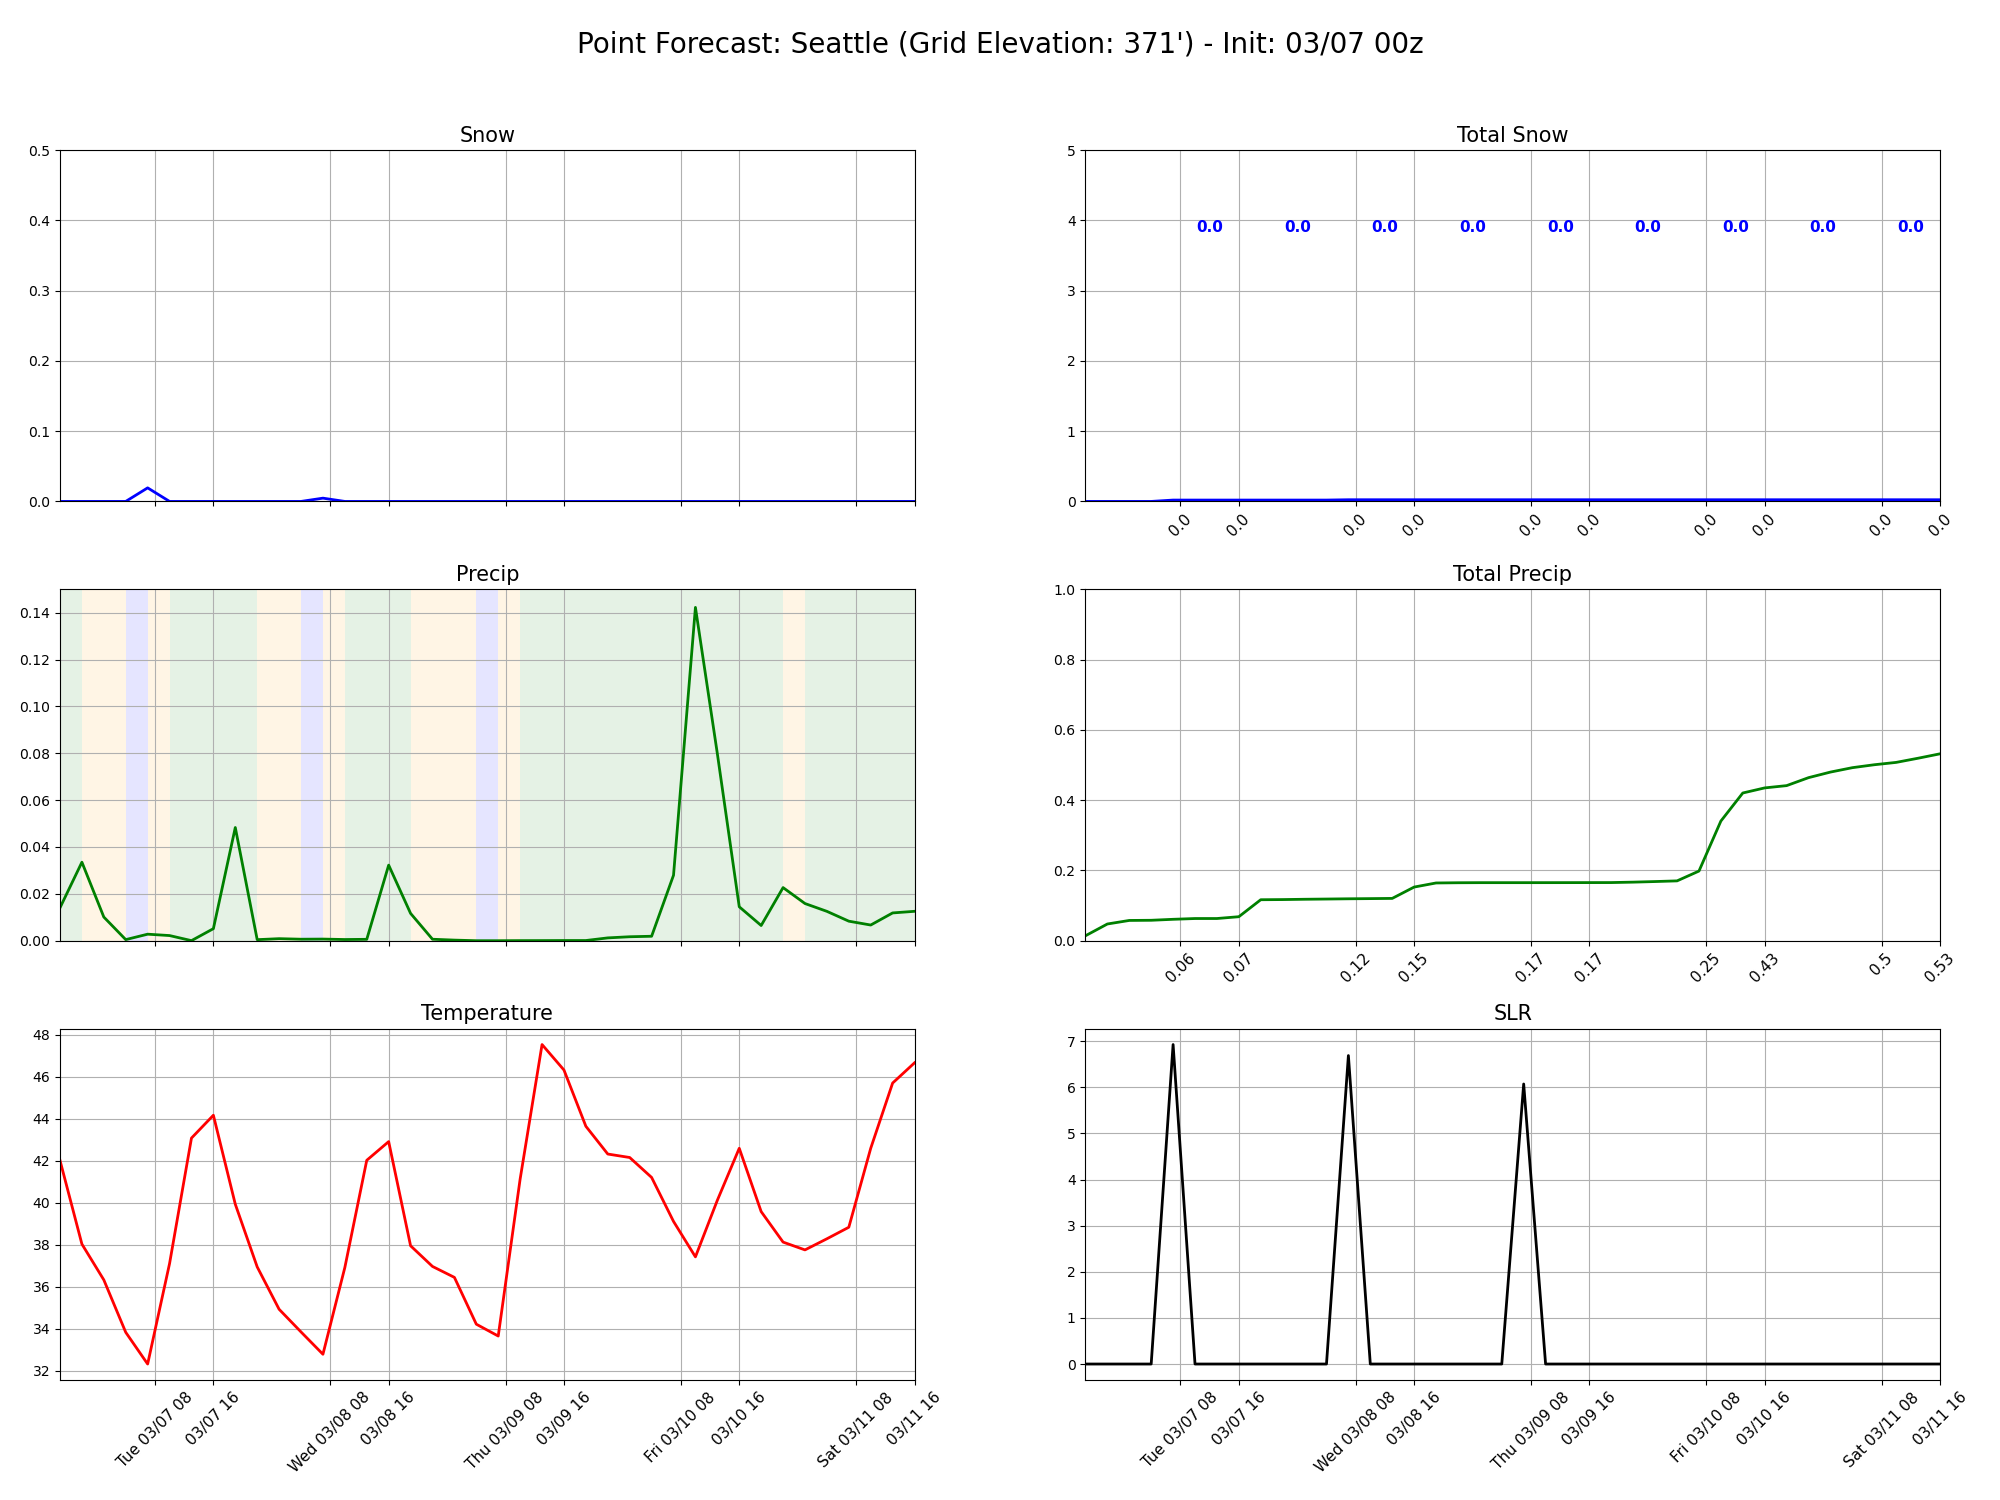 Point Forecast: Seattle (Grid Elevation: 371') - Init: 03/07 00z
Snow
0.5
0.4
0.3
0.2
0.1
0.0
Total Snow
5
4
3
2
1
0
0.0 0.0 0.0 0.0 0.0 0.0 0.0 0.0 0.0
0.0 0.0 0.0 0.0 0.0 0.0 0.0 0.0 0.0 0.0
Precip
0.14
0.12
0.10
0.08
0.06
0.04
0.02
0.00
Total Precip
1.0
0.8
0.6
0.4
0.2
0.0
0.06 0.07 0.12 0.15 0.17 0.17 0.25 0.43 0.5 0.53
Temperature
48
46
44
42
40
38
36
34
32
Tue 03/07 08
03/07 16
Wed 03/08 08
03/08 16
Thu 03/09 08
03/09 16
Fri 03/10 08
03/10 16
Sat 03/11 08
03/11 16
SLR
7
6
5
4
3
2
1
0
Tue 03/07 08
03/07 16
Wed 03/08 08
03/08 16
Thu 03/09 08
03/09 16
Fri 03/10 08
03/10 16
Sat 03/11 08
03/11 16